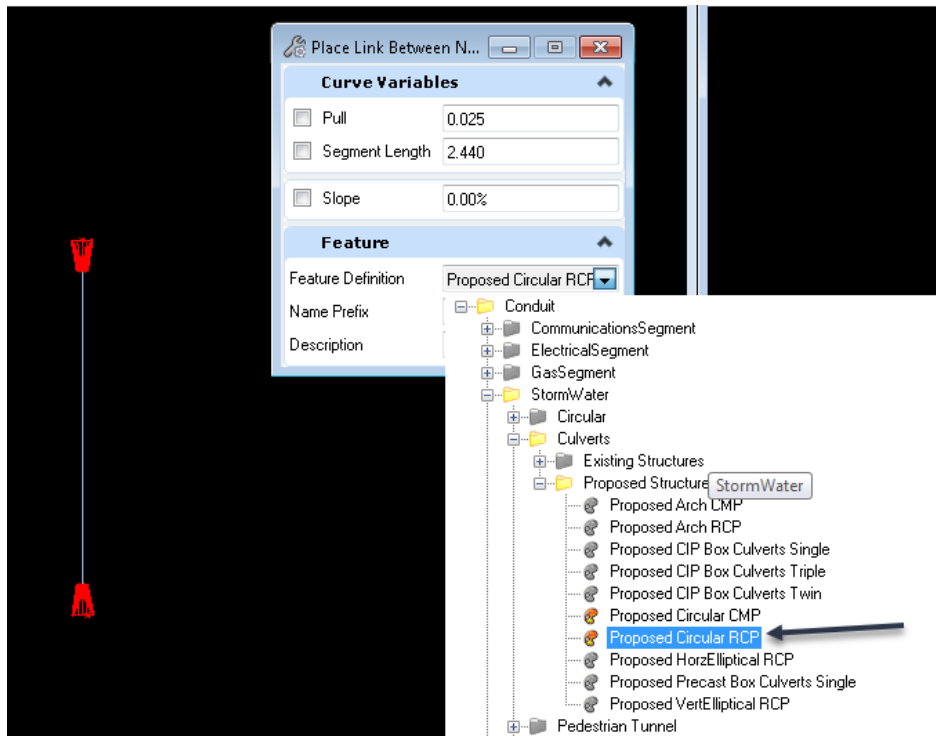 Place Link Between N...
Curve Variables
Pull 0.025
Segment Length 2.440
Slope 0.00%
Feature
Feature Definition Proposed Circular RCP
Name Prefix
Description
Conduit
CommunicationsSegment
ElectricalSegment
GasSegment
StormWater
Circular
Culverts
Existing Structures
Proposed Structure
StormWater
Proposed Arch CMP
Proposed Arch RCP
Proposed CIP Box Culverts Single
Proposed CIP Box Culverts Triple
Proposed CIP Box Culverts Twin
Proposed Circular CMP
Proposed Circular RCP
Proposed HorzElliptical RCP
Proposed Precast Box Culverts Single
Proposed VertElliptical RCP
Pedestrian Tunnel